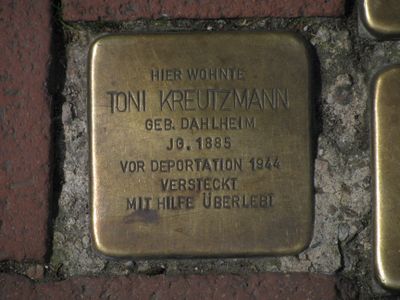 HIER WOHNTE
TONI KREUTZMANN
GEB. DAHLHEIM
JG. 1885
VOR DEPORTATION 1944
VERSTECKT
MIT HILFE ÜBERLEBT